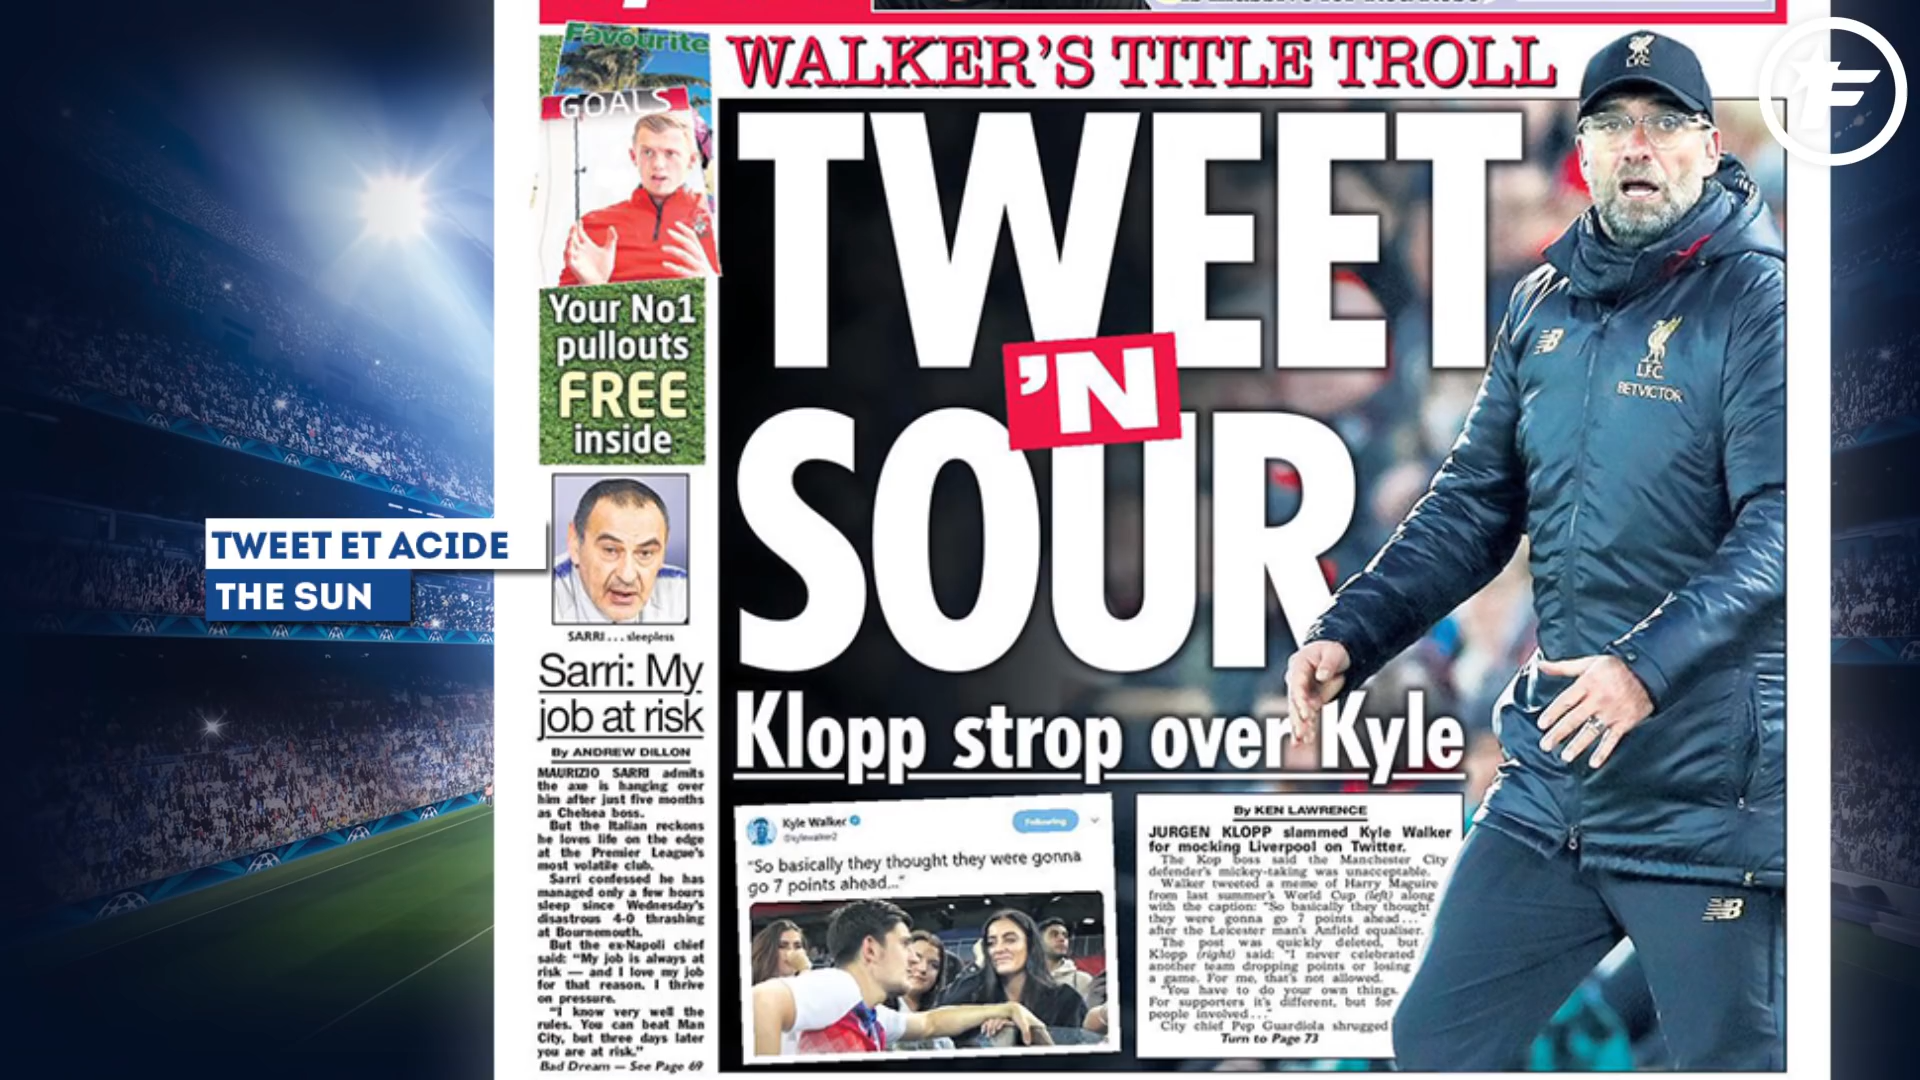 Favourite
GOALS
Your No1
pullouts
FREE
inside
TWEET ET ACIDE
THE SUN
SARRI...sleepless
Sarri: My
job at risk
By ANDREW DILLON
MAURIZIO SARRI admits
the axe is hanging over
him after just five months
as Chelsea boss.
But the Italian reckons
he loves life on the edge
at the Premier League's
most volatile club.
Sarri confessed he has
managed only a few hours
sleep since Wednesday's
disastrous 4-0 thrashing
at Bournemouth.
But the ex-Napoli chief
said: "My job is always at
risk — and I love my job
for that reason. I thrive
on pressure.
"I know very well the
rules. You can beat Man
City, but three days later
you are at risk."
Bad Dream — See Page 69
WALKER'S TITLE TROLL
TWEET
'N
SOUR
Klopp strop over Kyle
Kyle Walker
@kylewalker2
Following
"So basically they thought they were gonna
go 7 points ahead..."
By KEN LAWRENCE
JURGEN KLOPP slammed Kyle Walker
for mocking Liverpool on Twitter.
The Kop boss said the Manchester City
defender's mickey-taking was unacceptable.
Walker tweeted a meme of Harry Maguire
from last summer's World Cup (left) along
with the caption: "So basically they thought
they were gonna go 7 points ahead..."
after the Leicester man's Anfield equaliser.
The post was quickly deleted, but
Klopp (right) said: "I never celebrated
another team dropping points or losing
a game. For me, that's not allowed.
"You have to do your own things.
For supporters it's different, but for
people involved..."
City chief Pep Guardiola shrugged
Turn to Page 73
LFC
L.F.C.
BETVICTOR
NB
NB
F